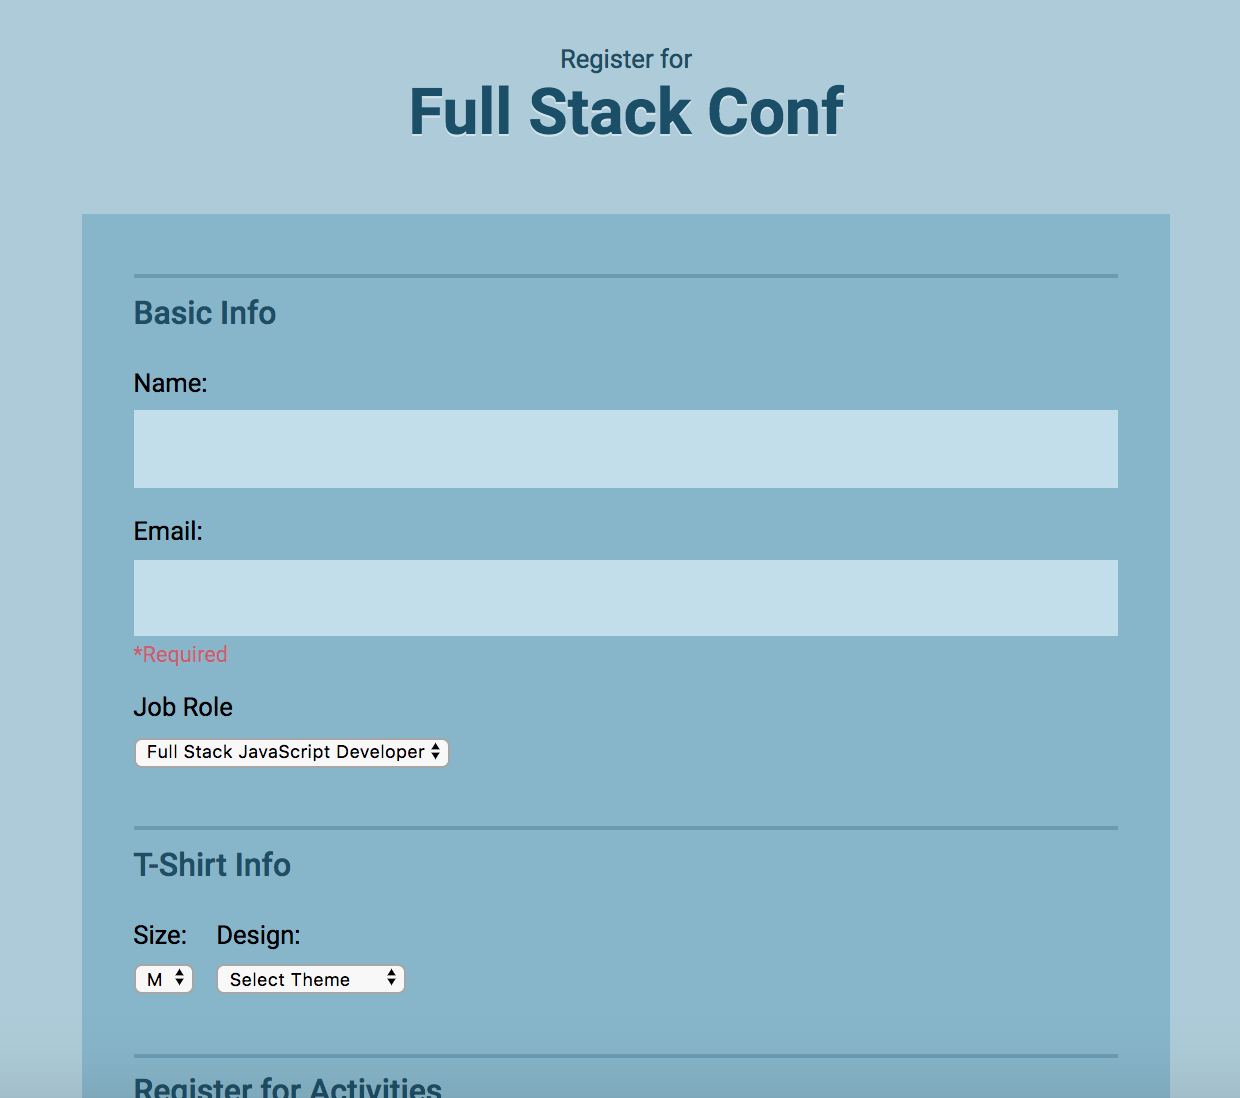 Register for
Full Stack Conf
Basic Info
Name:
Email:
*Required
Job Role
Full Stack JavaScript Developer
T-Shirt Info
Size: Design:
M Select Theme
Register for Activities